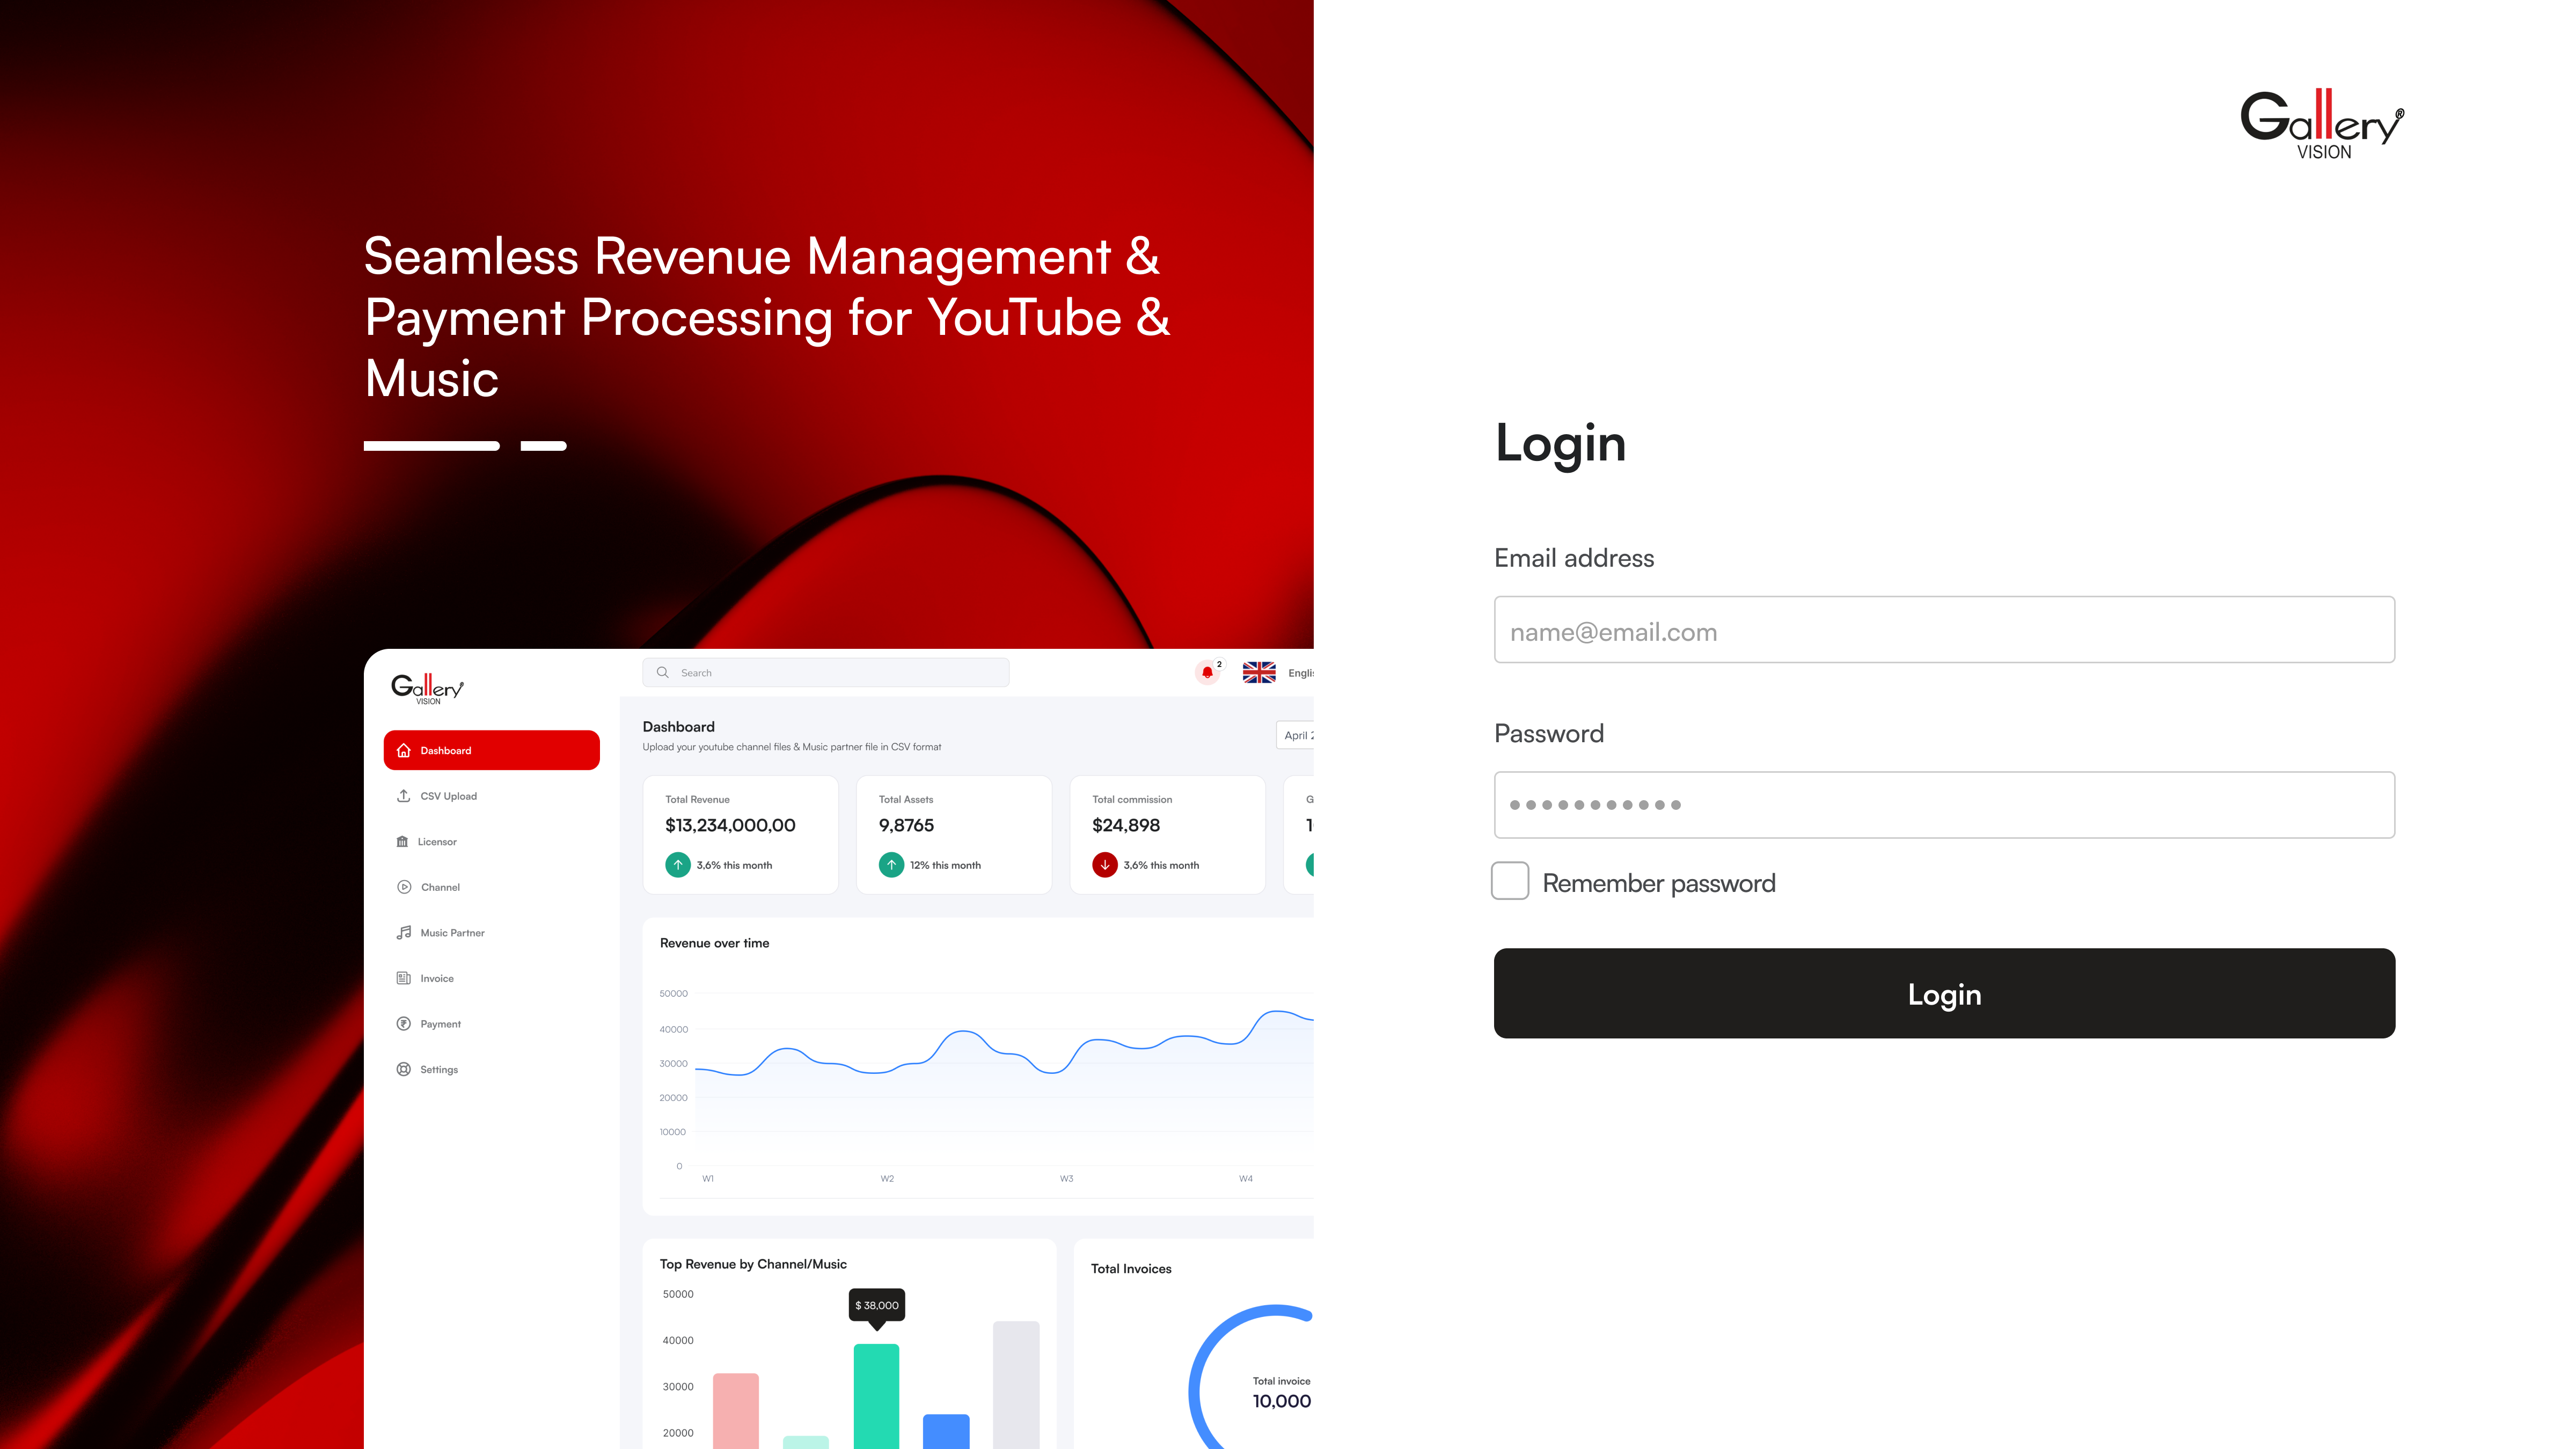 Seamless Revenue Management &
Payment Processing for YouTube &
Music
Gallery®
VISION
Search
2
Dashboard
CSV Upload
Licensor
Channel
Music Partner
Invoice
Payment
Settings
Dashboard
Upload your youtube channel files & Music partner file in CSV format
April
Total Revenue
$13,234,000,00
3,6% this month
Total Assets
9,8765
12% this month
Total commission
$24,898
3,6% this month
G
Revenue over time
50000
40000
30000
20000
10000
0
W1 W2 W3 W4
Top Revenue by Channel/Music
50000
40000
30000
20000
$ 38,000
Total Invoices
Total invoice
10,000
Gallery®
VISION
Login
Email address
name@email.com
Password
Remember password
Login